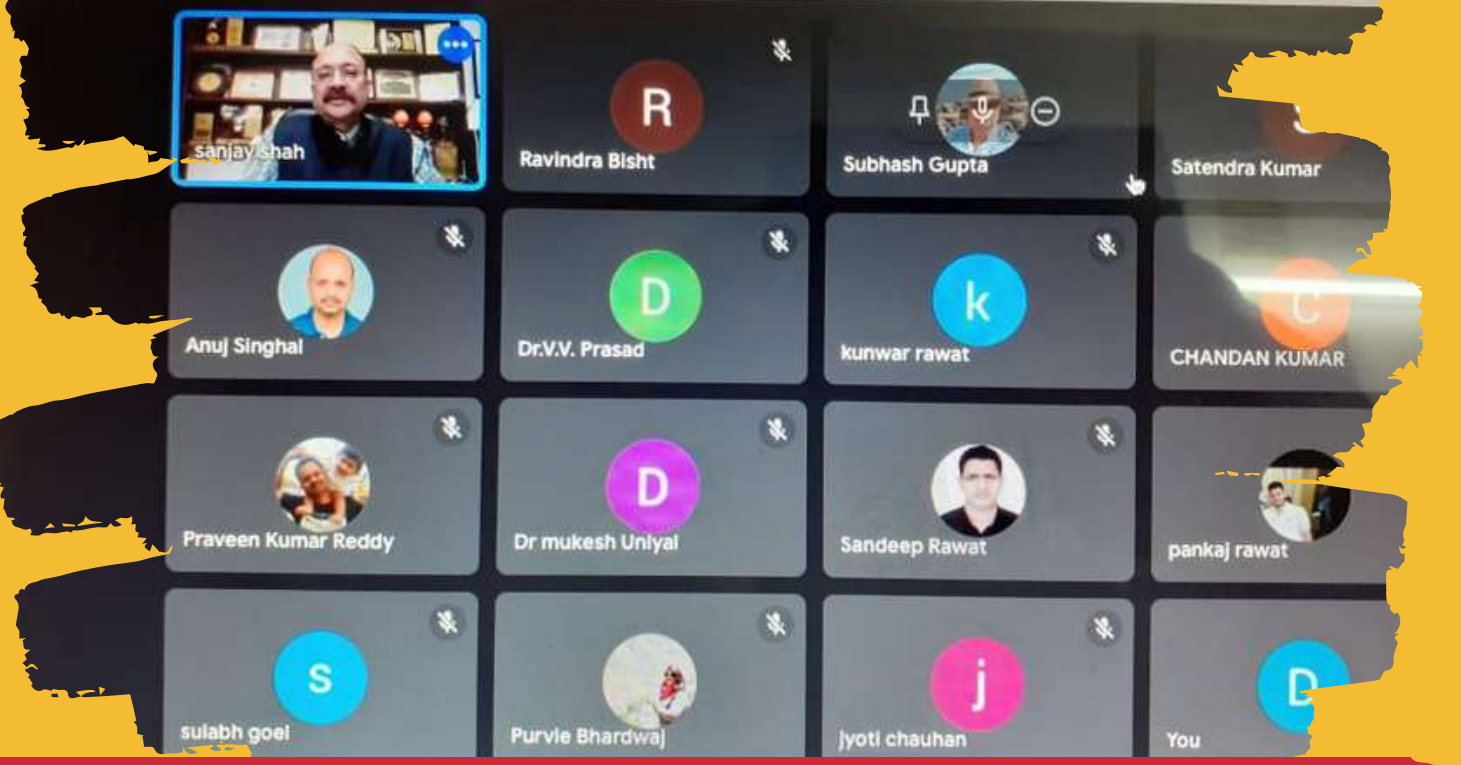 sanjay shah
R
Ravindra Bisht
Subhash Gupta
Satendra Kumar
Anuj Singhal
D
Dr.V.V. Prasad
k
kunwar rawat
C
CHANDAN KUMAR
Praveen Kumar Reddy
D
Dr mukesh Uniyal
Sandeep Rawat
pankaj rawat
s
sulabh goel
Purvie Bhardwaj
j
jyoti chauhan
D
You